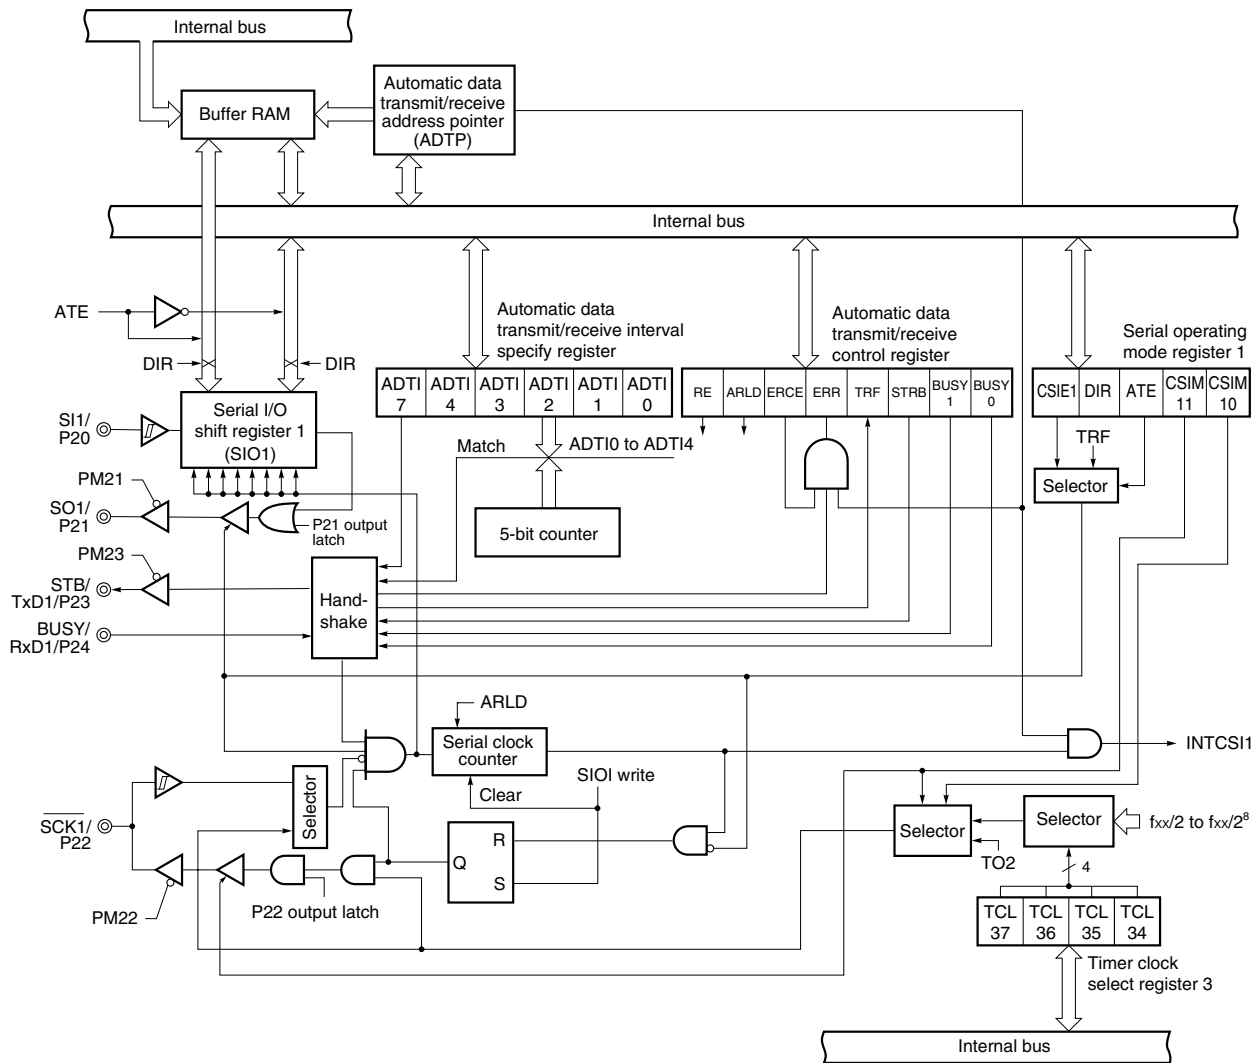 Internal bus
Buffer RAM
Automatic data
transmit/receive
address pointer
(ADTP)
Internal bus
ATE
DIR
DIR
Automatic data
transmit/receive interval
specify register
Automatic data
transmit/receive
control register
Serial operating
mode register 1
ADTI
7
ADTI
4
ADTI
3
ADTI
2
ADTI
1
ADTI
0
RE
ARLD
ERCE
ERR
TRF
STRB
BUSY
1
BUSY
0
CSIE1
DIR
ATE
CSIM
11
CSIM
10
SI1/
P20
Serial I/O
shift register 1
(SIO1)
Match
ADTI0 to ADTI4
TRF
Selector
PM21
SO1/
P21
P21 output
latch
5-bit counter
PM23
STB/
TxD1/P23
Hand-
shake
BUSY/
RxD1/P24
ARLD
Serial clock
counter
INTCSI1
SIOI write
Clear
Selector
SCK1/
P22
Selector
Selector
fxx/2 to fxx/2⁸
TO2
R
Q
S
4
PM22
P22 output latch
TCL
37
TCL
36
TCL
35
TCL
34
Timer clock
select register 3
Internal bus